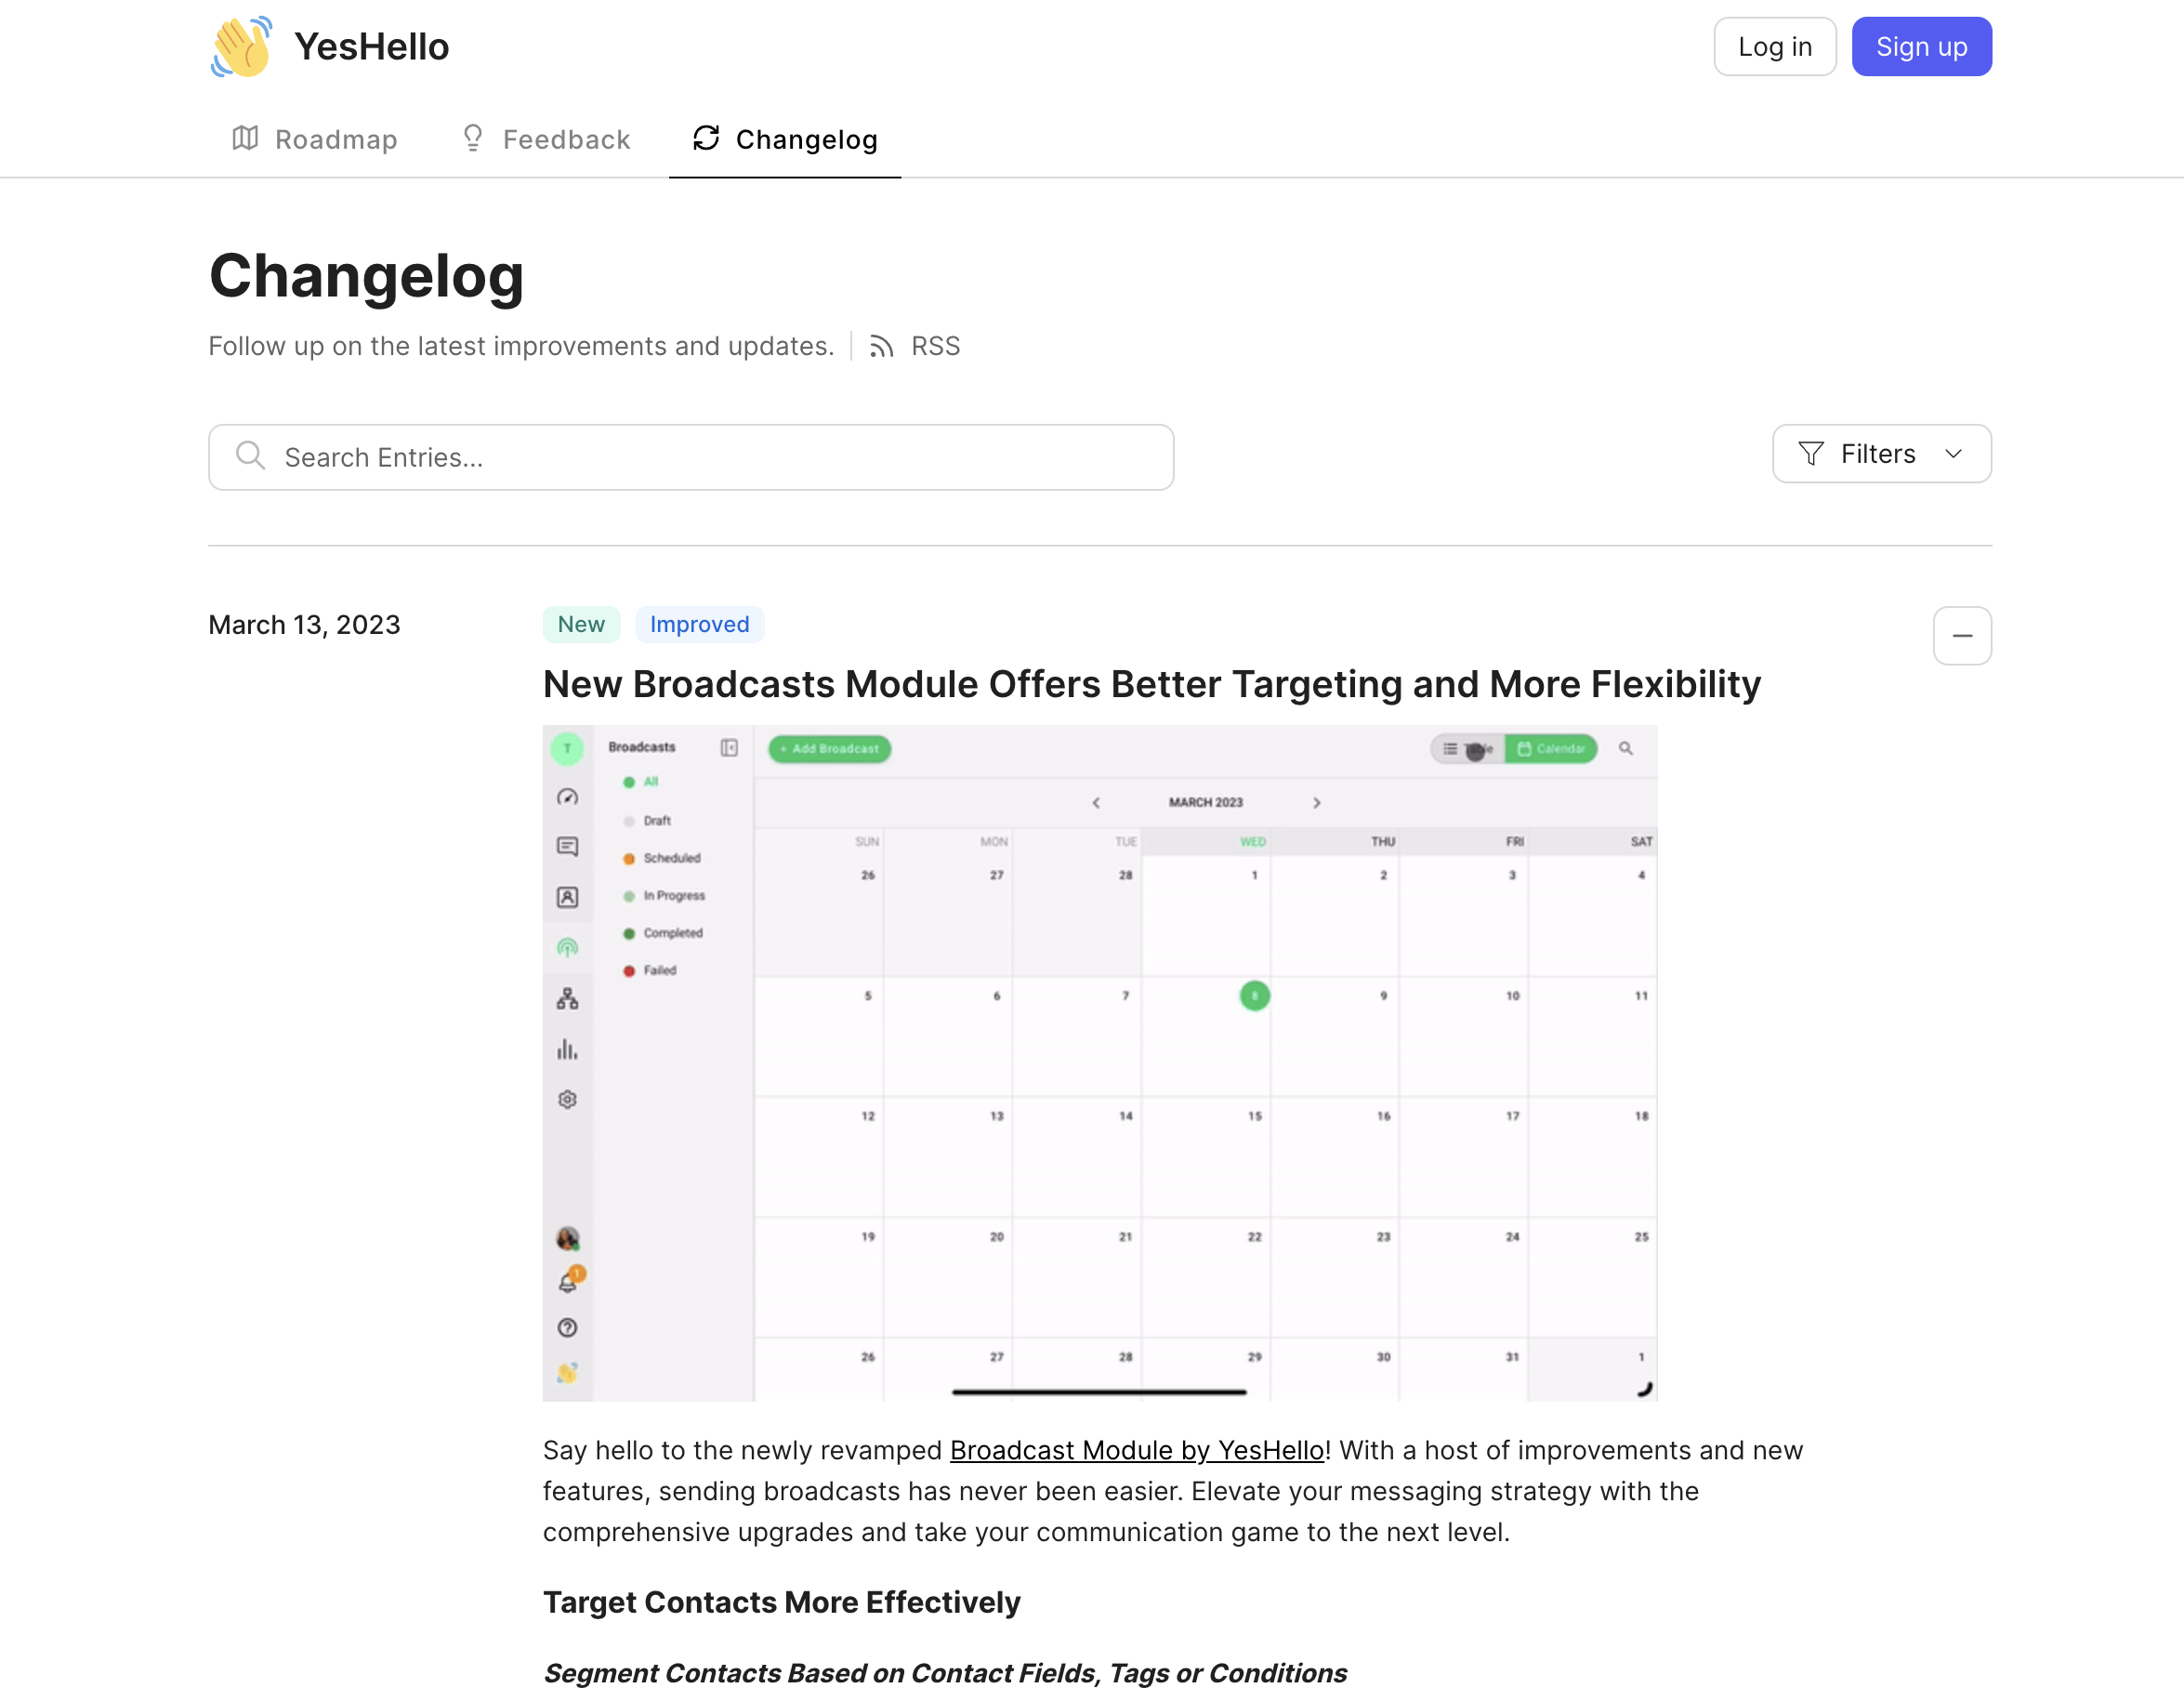 YesHello
Log in
Sign up
Roadmap
Feedback
Changelog
Changelog
Follow up on the latest improvements and updates.
RSS
Search Entries...
Filters
March 13, 2023
New
Improved
New Broadcasts Module Offers Better Targeting and More Flexibility
T
Broadcasts
+ Add Broadcast
Calendar
All
Draft
Scheduled
In Progress
Completed
Failed
MARCH 2023
SUN MON TUE WED THU FRI SAT
26 27 28 1 2 3 4
5 6 7 8 9 10 11
12 13 14 15 16 17 18
19 20 21 22 23 24 25
26 27 28 29 30 31 1
1
Say hello to the newly revamped Broadcast Module by YesHello! With a host of improvements and new
features, sending broadcasts has never been easier. Elevate your messaging strategy with the
comprehensive upgrades and take your communication game to the next level.
Target Contacts More Effectively
Segment Contacts Based on Contact Fields, Tags or Conditions